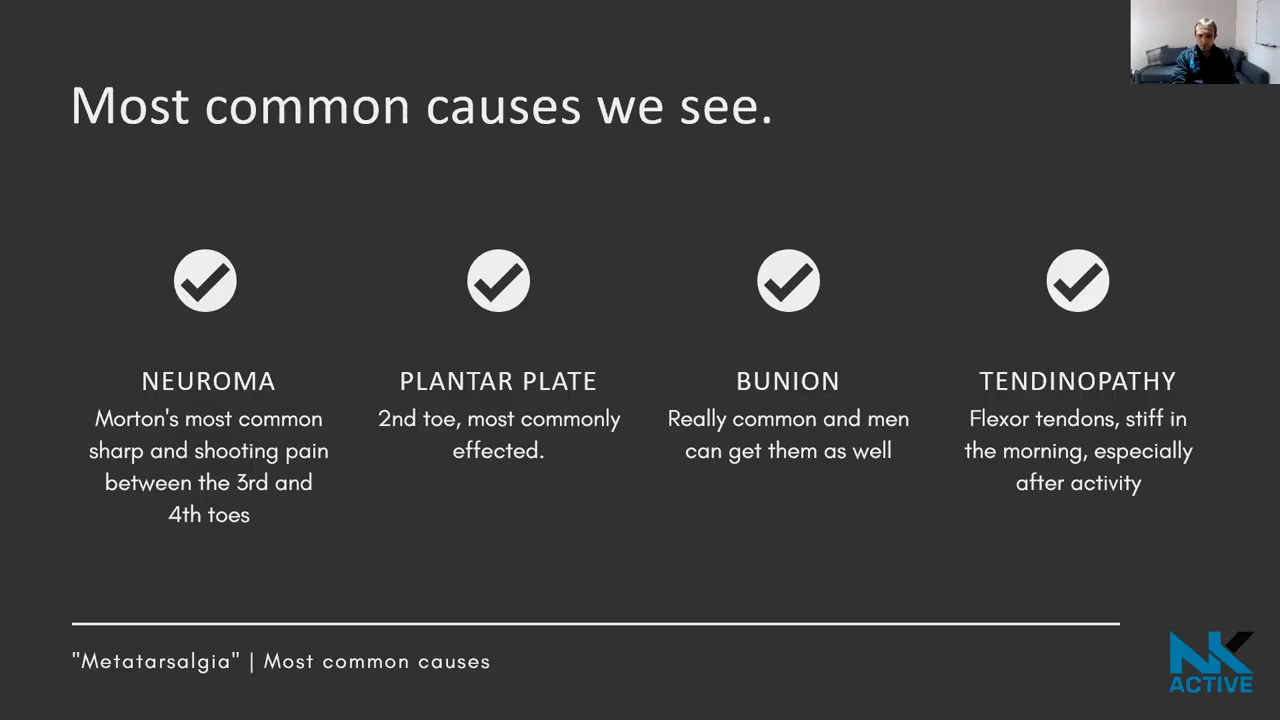 Most common causes we see.
NEUROMA
Morton's most common
sharp and shooting pain
between the 3rd and
4th toes
PLANTAR PLATE
2nd toe, most commonly
effected.
BUNION
Really common and men
can get them as well
TENDINOPATHY
Flexor tendons, stiff in
the morning, especially
after activity
"Metatarsalgia" | Most common causes
NK
ACTIVE